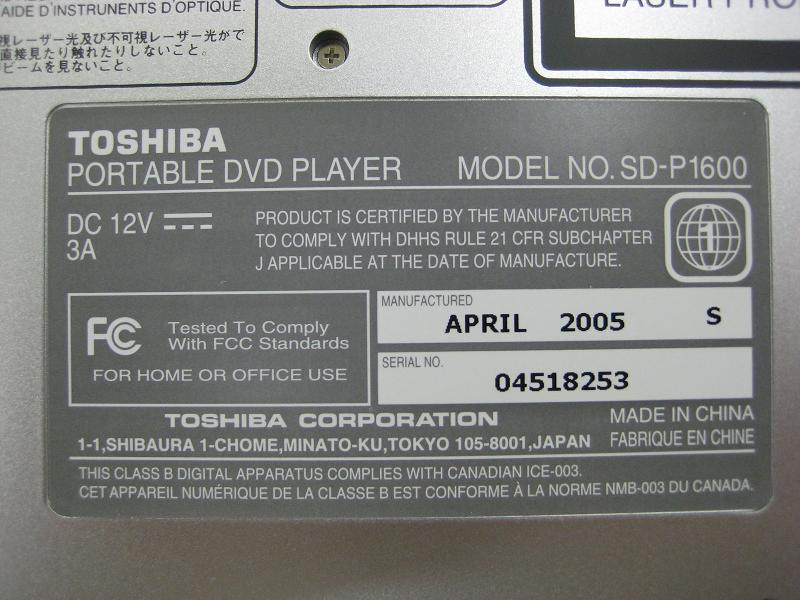 TOSHIBA
PORTABLE DVD PLAYER MODEL NO. SD-P1600
DC 12V
3A
PRODUCT IS CERTIFIED BY THE MANUFACTURER
TO COMPLY WITH DHHS RULE 21 CFR SUBCHAPTER
J APPLICABLE AT THE DATE OF MANUFACTURE.
1
FC
Tested To Comply
With FCC Standards
FOR HOME OR OFFICE USE
MANUFACTURED
APRIL 2005 S
SERIAL NO.
04518253
TOSHIBA CORPORATION
1-1,SHIBAURA 1-CHOME,MINATO-KU,TOKYO 105-8001,JAPAN
MADE IN CHINA
FABRIQUE EN CHINE
THIS CLASS B DIGITAL APPARATUS COMPLIES WITH CANADIAN ICE-003.
CET APPAREIL NUMÉRIQUE DE LA CLASSE B EST CONFORME À LA NORME NMB-003 DU CANADA.
AIDE D'INSTRUNENTS D'OPTIQUE.
視レーザー光及び不可視レーザー光がで
直接見たり触れたりしないこと。
ビームを見ないこと。